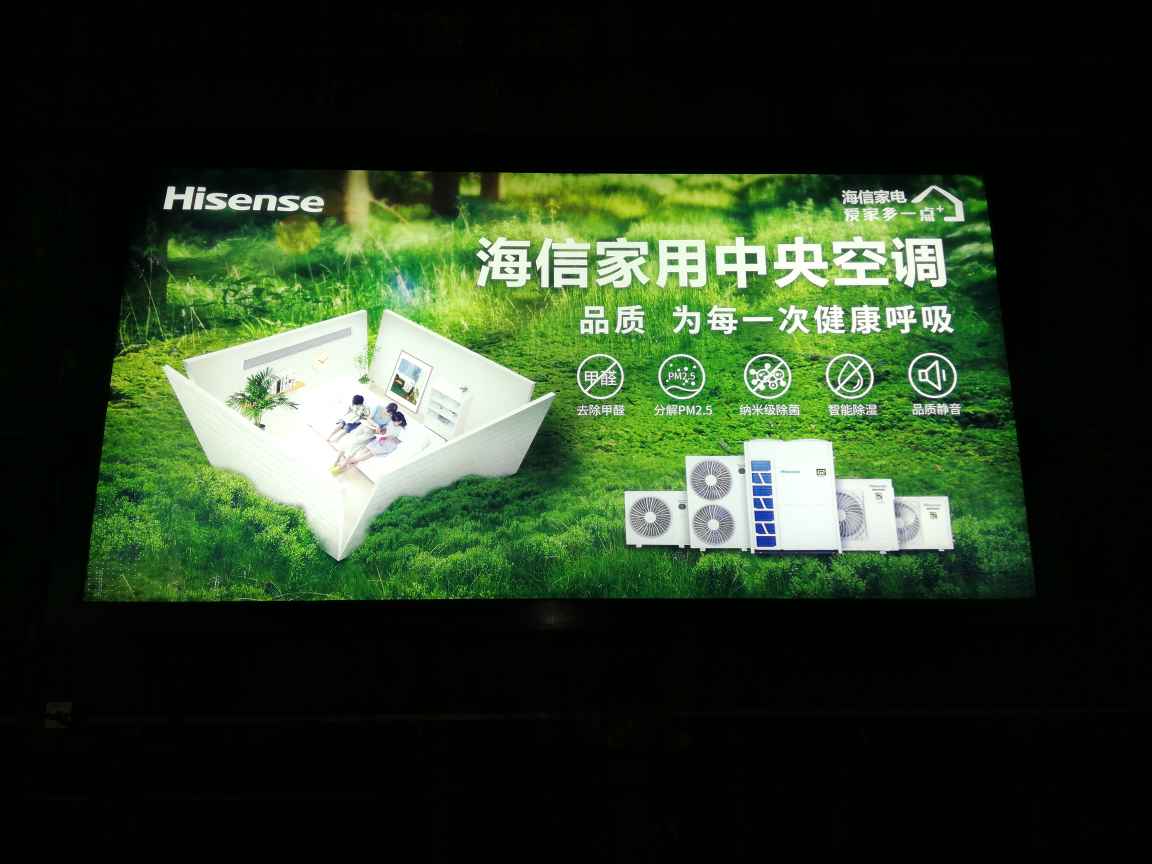 Hisense
海信家电
爱家多一点+
海信家用中央空调
品质 为每一次健康呼吸
甲醛
PM2.5
去除甲醛
分解PM2.5
纳米级除菌
智能除湿
品质静音
Hisense